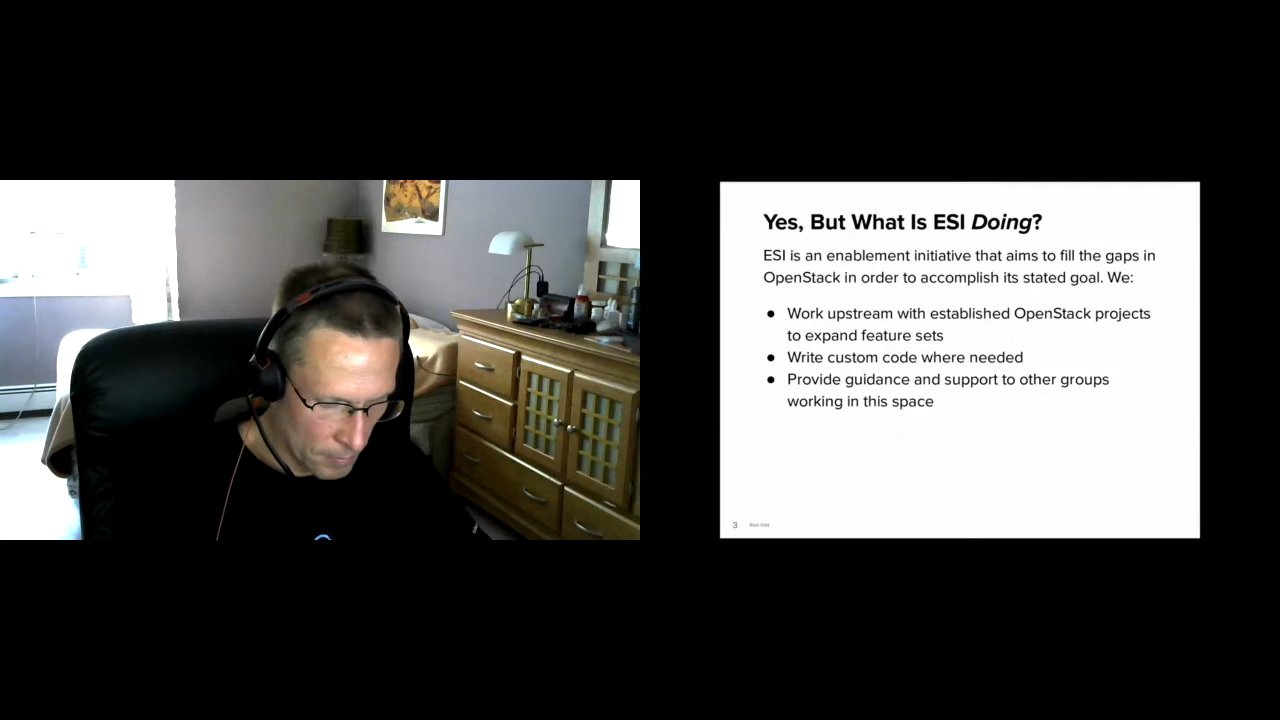 Yes, But What Is ESI Doing?
ESI is an enablement initiative that aims to fill the gaps in
OpenStack in order to accomplish its stated goal. We:
● Work upstream with established OpenStack projects
to expand feature sets
● Write custom code where needed
● Provide guidance and support to other groups
working in this space
3 Red Hat